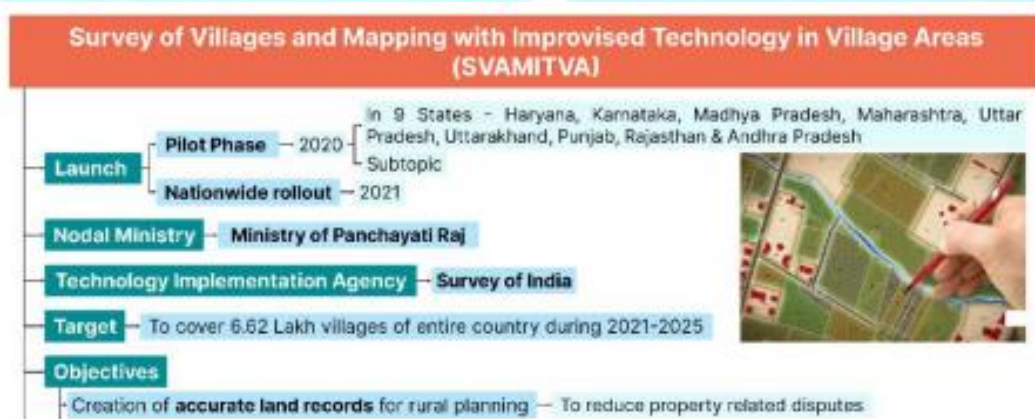 Survey of Villages and Mapping with Improvised Technology in Village Areas
(SVAMITVA)
Launch
Pilot Phase
2020
In 9 States - Haryana, Karnataka, Madhya Pradesh, Maharashtra, Uttar
Pradesh, Uttarakhand, Punjab, Rajasthan & Andhra Pradesh
Subtopic
Nationwide rollout
2021
Nodal Ministry
Ministry of Panchayati Raj
Technology Implementation Agency
Survey of India
Target
To cover 6.62 Lakh villages of entire country during 2021-2025
Objectives
Creation of accurate land records for rural planning
To reduce property related disputes